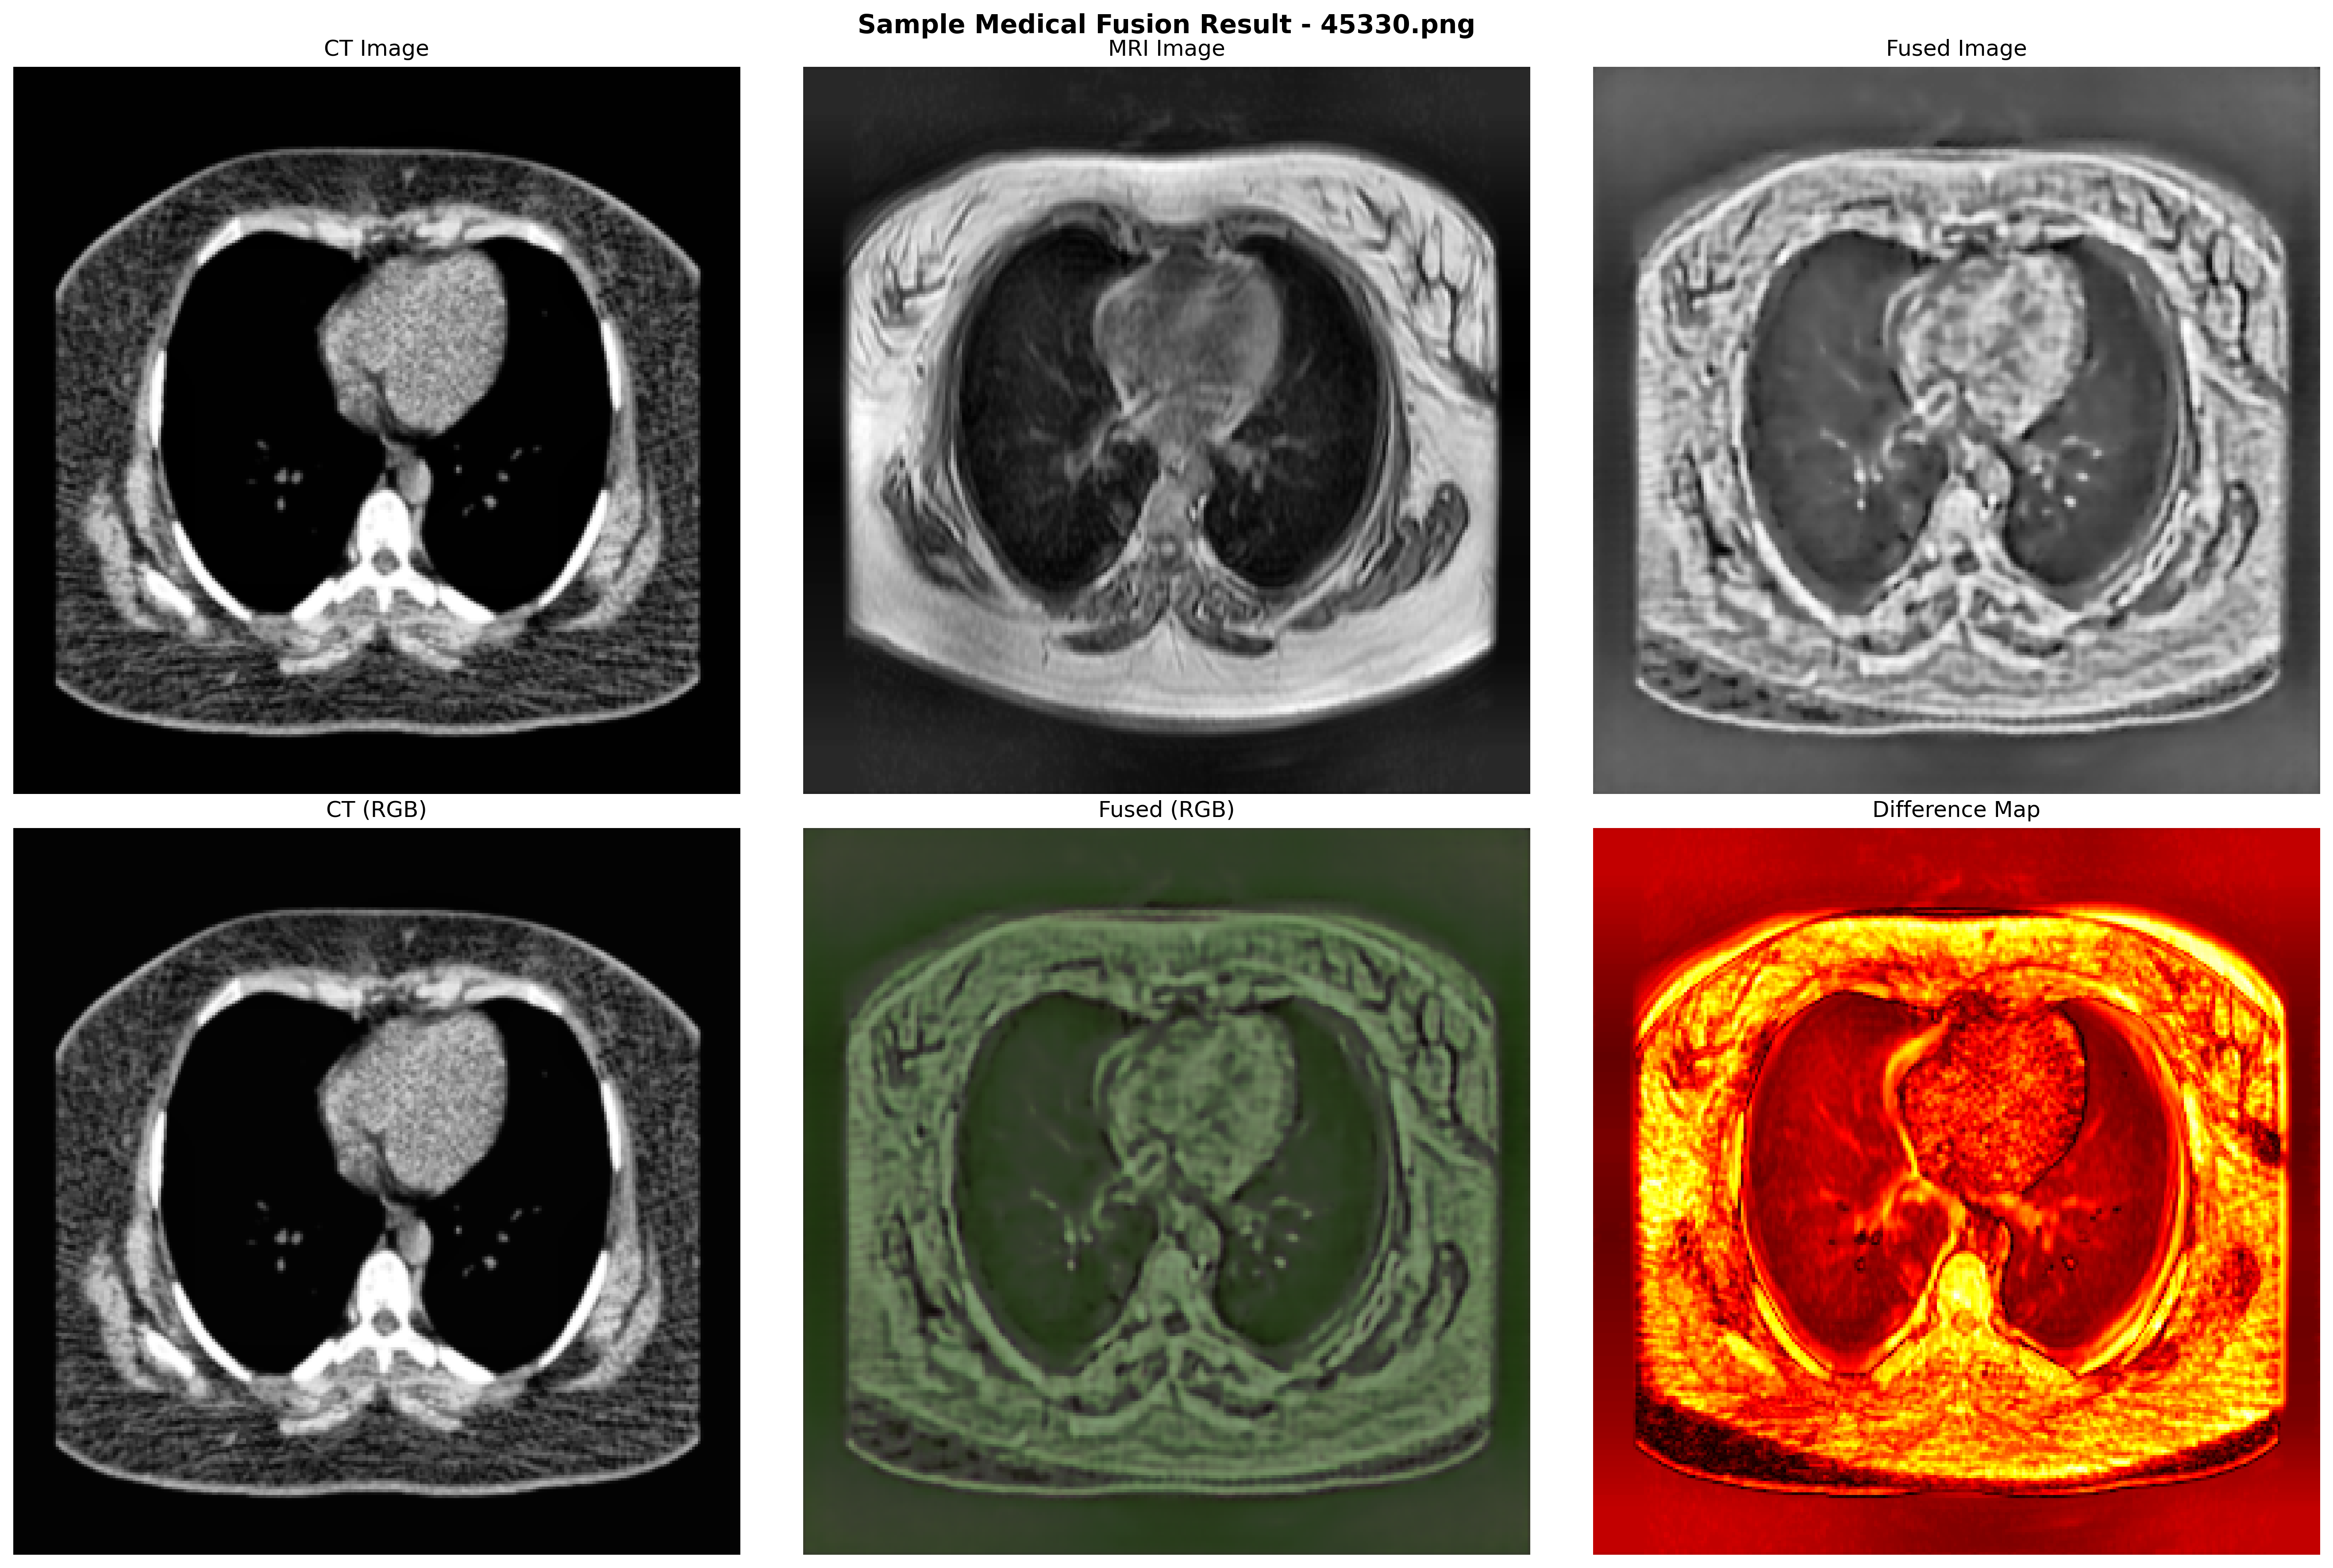 Sample Medical Fusion Result - 45330.png
CT Image
MRI Image
Fused Image
CT (RGB)
Fused (RGB)
Difference Map